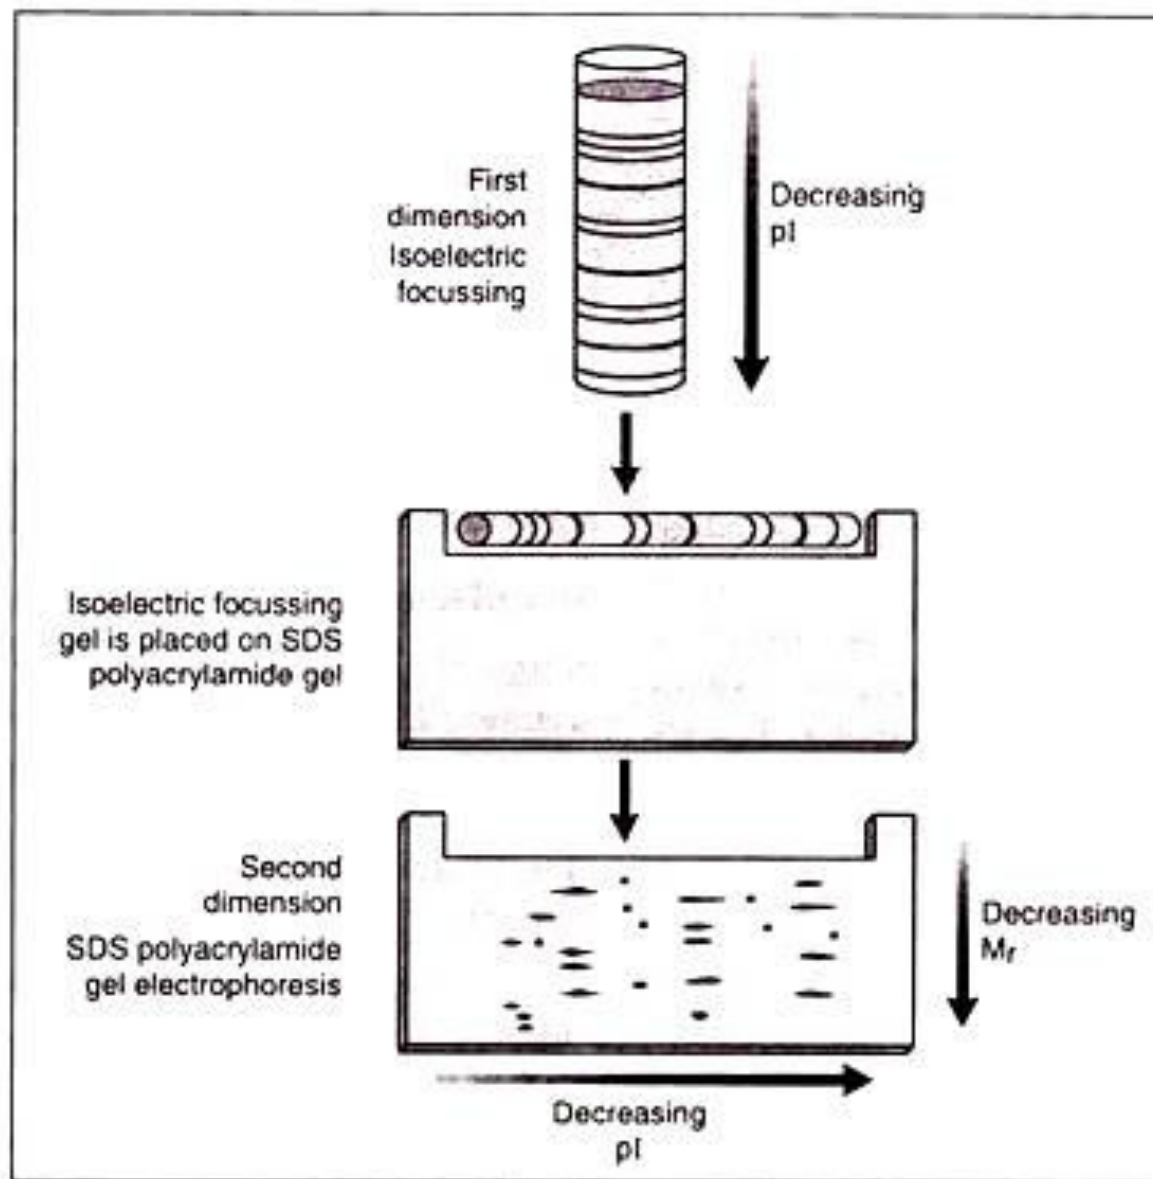 First
dimension
Isoelectric
focussing
Decreasing
pI
Isoelectric focussing
gel is placed on SDS
polyacrylamide gel
Second
dimension
SDS polyacrylamide
gel electrophoresis
Decreasing
Mr
Decreasing
pI